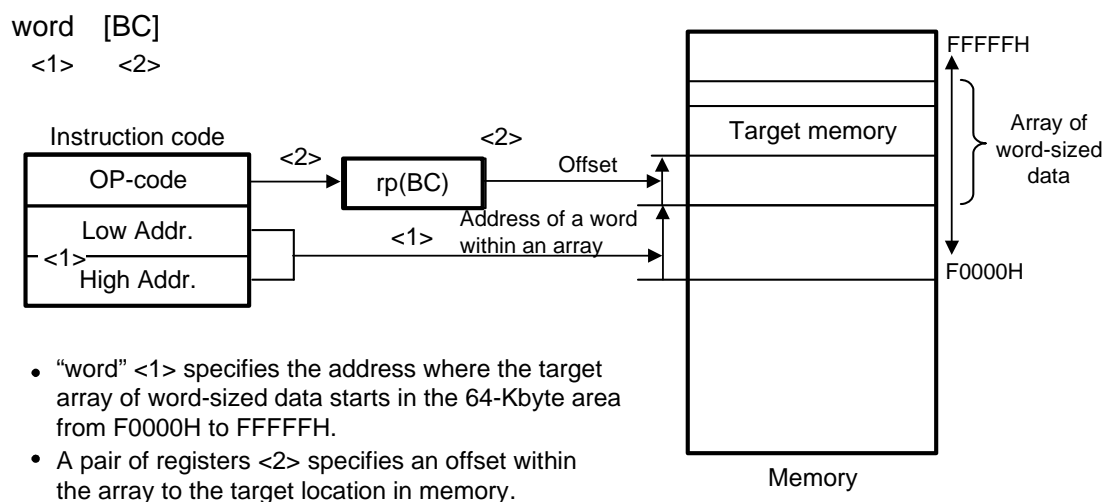 word [BC]
<1> <2>
FFFFFH
Instruction code
<2>
<2>
Target memory
Array of
word-sized
data
OP-code
rp(BC)
Offset
Low Addr.
<1>
High Addr.
<1>
Address of a word
within an array
F0000H
• “word” <1> specifies the address where the target
array of word-sized data starts in the 64-Kbyte area
from F0000H to FFFFFH.
• A pair of registers <2> specifies an offset within
the array to the target location in memory.
Memory